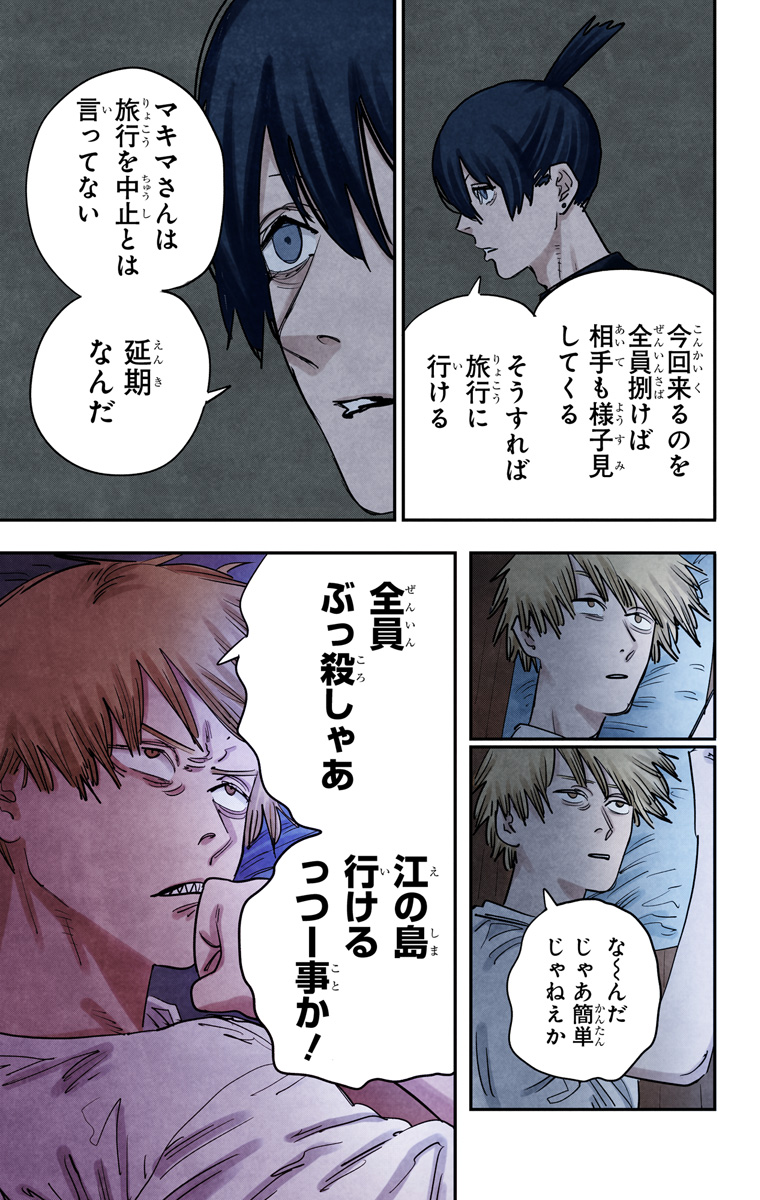 今回来るのを
全員捌けば
相手も様子見
してくる
そうすれば
旅行に
行ける
マキマさんは
旅行を中止とは
言ってない
延期
なんだ
な〜んだ
じゃあ簡単
じゃねえか
全員
ぶっ殺しゃあ
江の島
行ける
っつー事か!